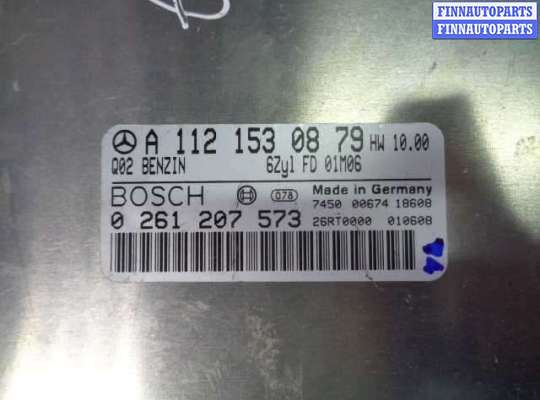 FINNAUTOPARTS
FINNAUTOPARTS
A 112 153 08 79 HW 10.00
Q02 BENZIN 6Zyl FD 01M06
BOSCH 078 Made in Germany
7450 00674 18608
0 261 207 573 26RT0000 010608